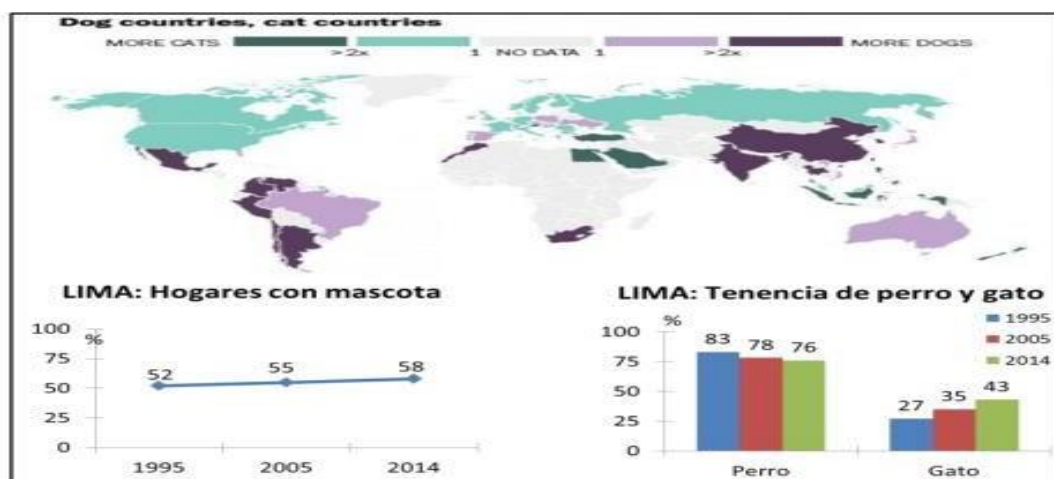 Dog countries, cat countries
MORE CATS >2x 1 NO DATA 1 >2x MORE DOGS
LIMA: Hogares con mascota
%
100
75
50
25
0
52 55 58
1995 2005 2014
LIMA: Tenencia de perro y gato
%
100
75
50
25
0
83 78 76
27 35 43
1995
2005
2014
Perro Gato